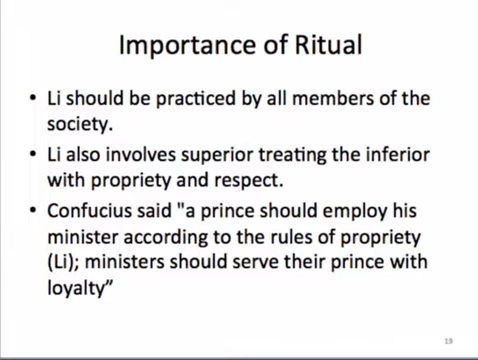 Importance of Ritual
• Li should be practiced by all members of the
society.
• Li also involves superior treating the inferior
with propriety and respect.
• Confucius said "a prince should employ his
minister according to the rules of propriety
(Li); ministers should serve their prince with
loyalty”
19